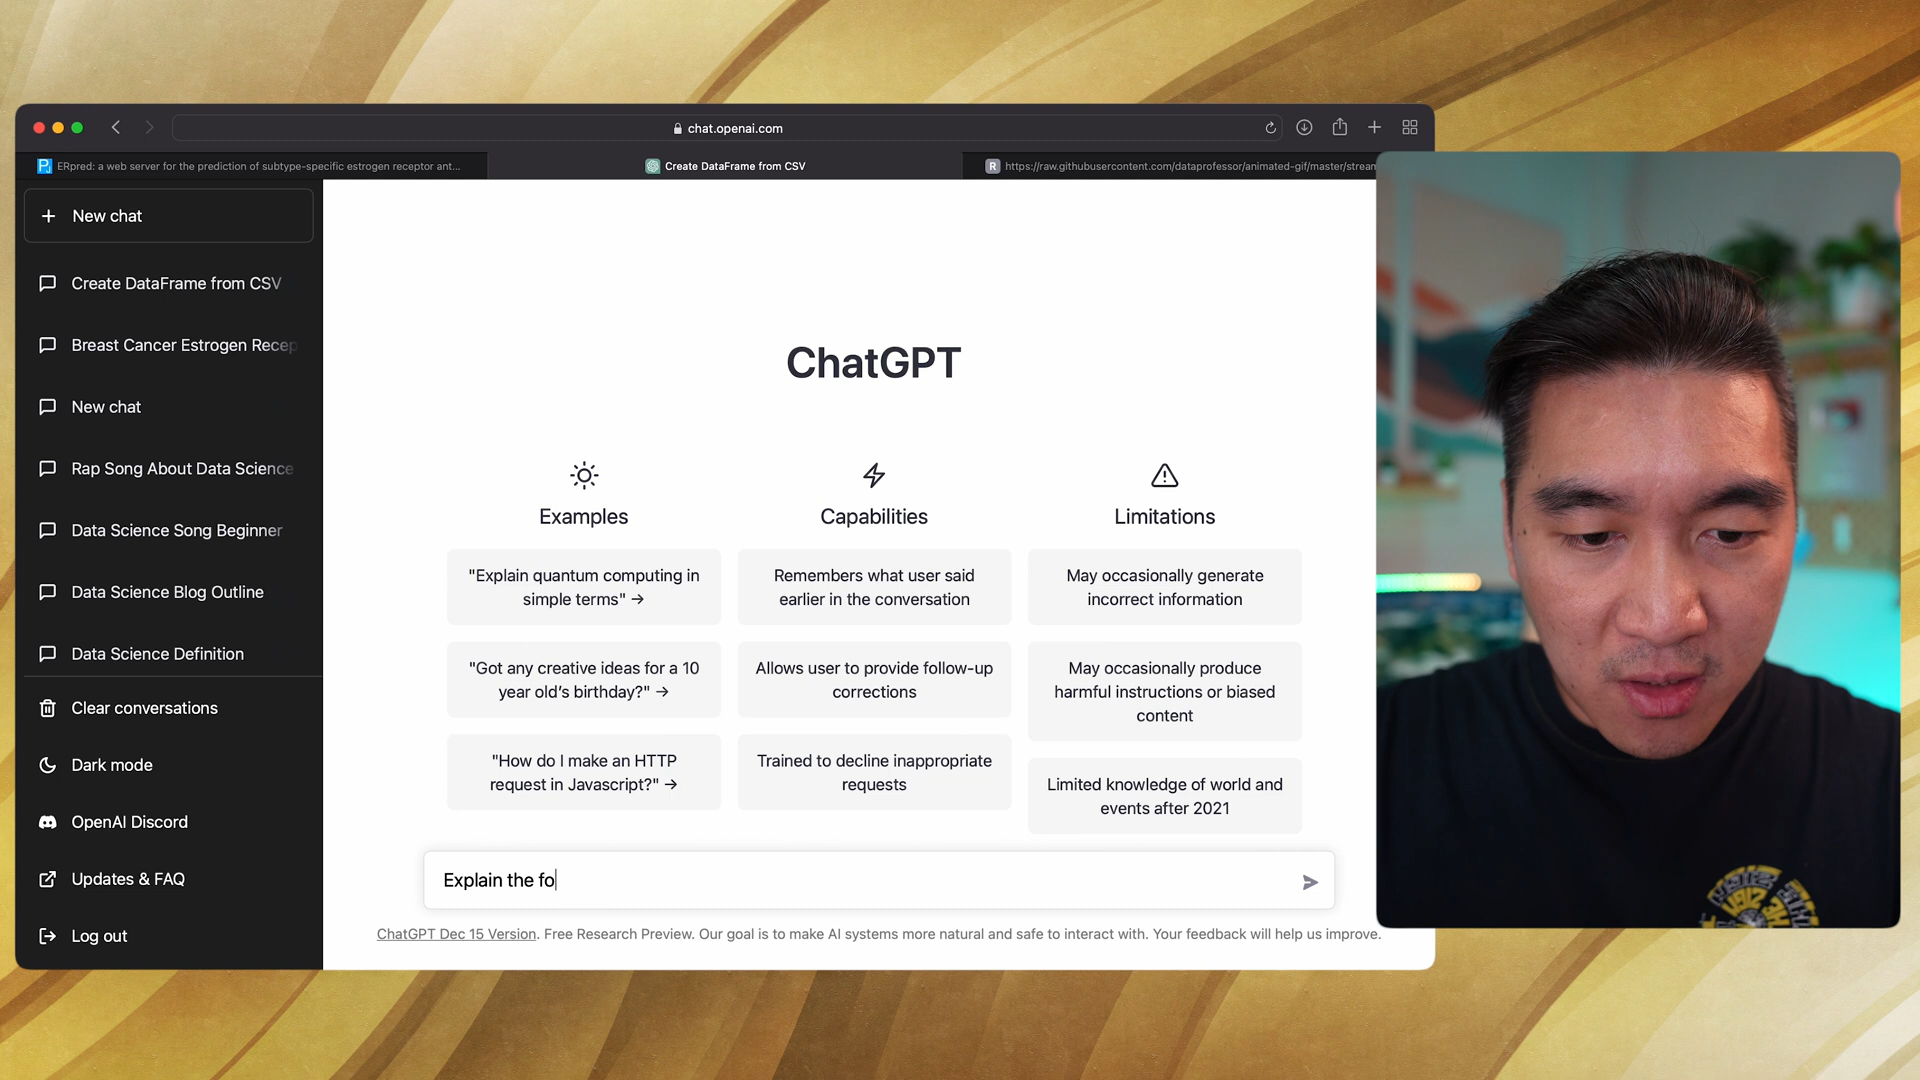 chat.openai.com
ERpred: a web server for the prediction of subtype-specific estrogen receptor ant...
Create DataFrame from CSV
R
https://raw.githubusercontent.com/dataprofessor/animated-gif/master/strean
New chat
Create DataFrame from CSV
Breast Cancer Estrogen Recep
New chat
Rap Song About Data Science
Data Science Song Beginner
Data Science Blog Outline
Data Science Definition
Clear conversations
Dark mode
OpenAI Discord
Updates & FAQ
Log out
ChatGPT
Examples
"Explain quantum computing in
simple terms" →
"Got any creative ideas for a 10
year old's birthday?" →
"How do I make an HTTP
request in Javascript?" →
Capabilities
Remembers what user said
earlier in the conversation
Allows user to provide follow-up
corrections
Trained to decline inappropriate
requests
Limitations
May occasionally generate
incorrect information
May occasionally produce
harmful instructions or biased
content
Limited knowledge of world and
events after 2021
Explain the fo
ChatGPT Dec 15 Version. Free Research Preview. Our goal is to make AI systems more natural and safe to interact with. Your feedback will help us improve.